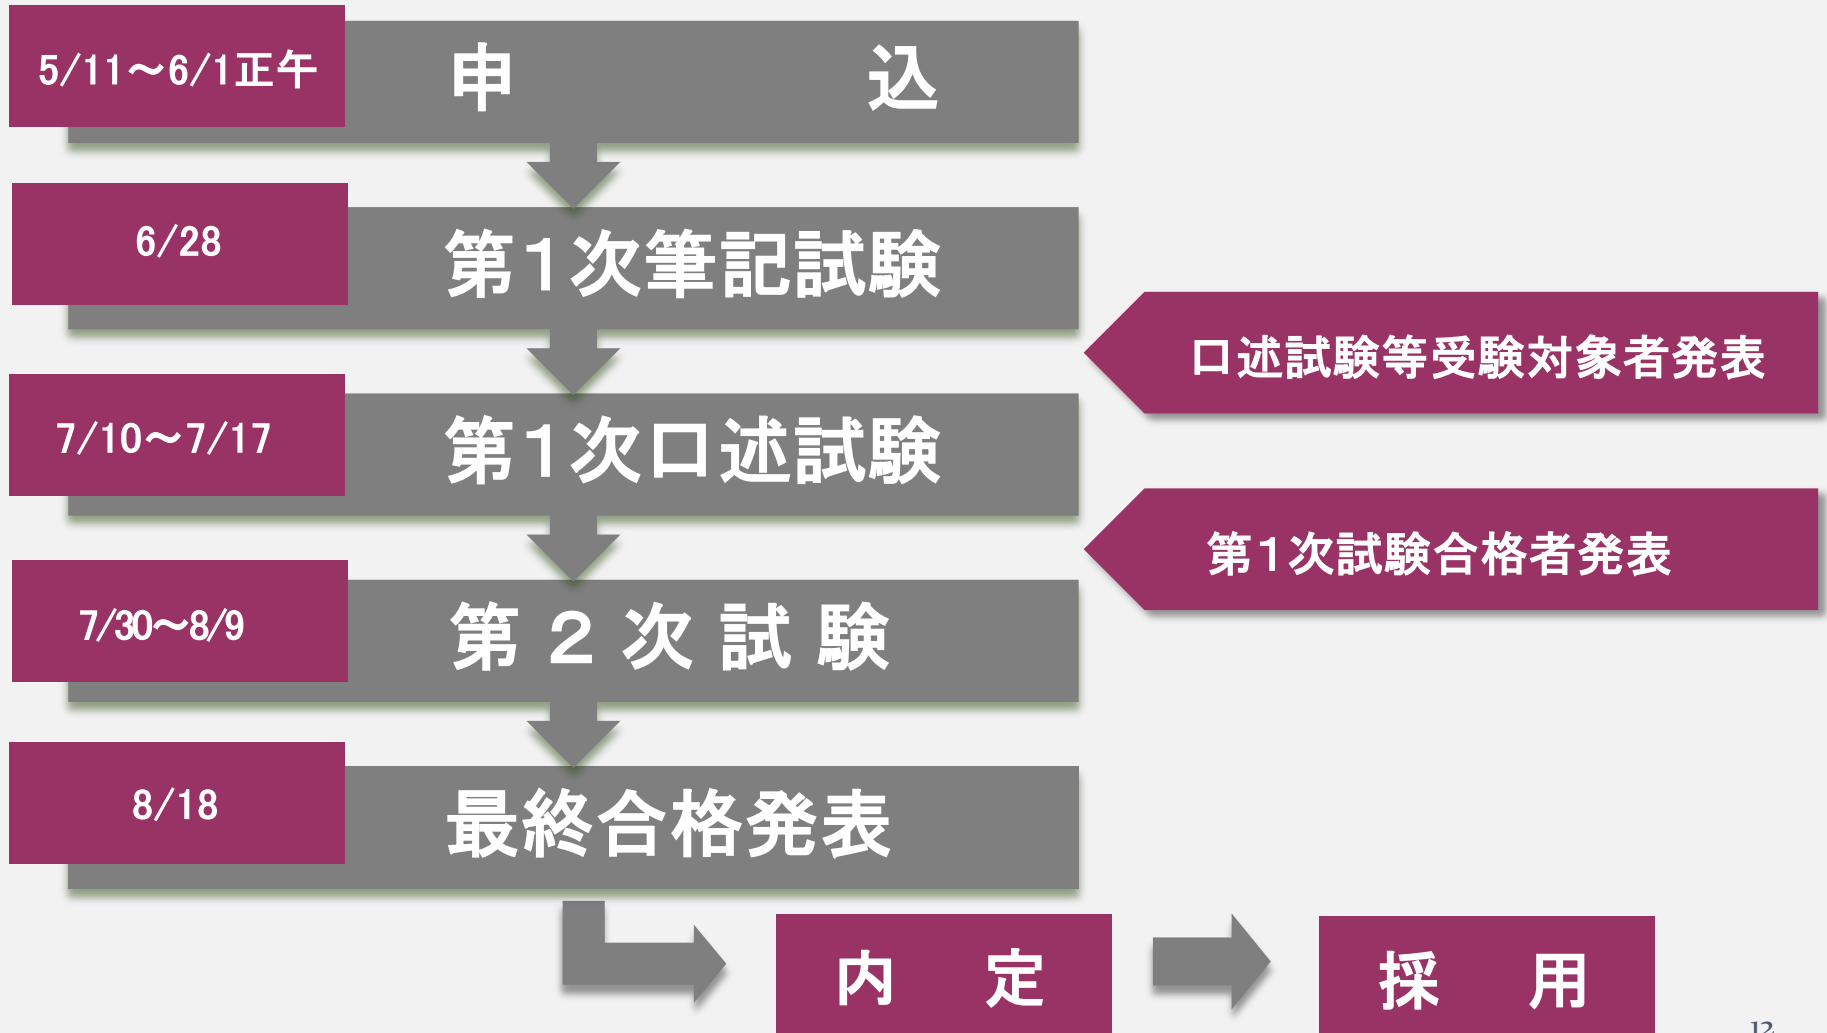 5/11～6/1正午
申　　　　　込
6/28
第１次筆記試験
口述試験等受験対象者発表
7/10～7/17
第１次口述試験
第１次試験合格者発表
7/30～8/9
第２次試験
8/18
最終合格発表
内　定
採　用
12